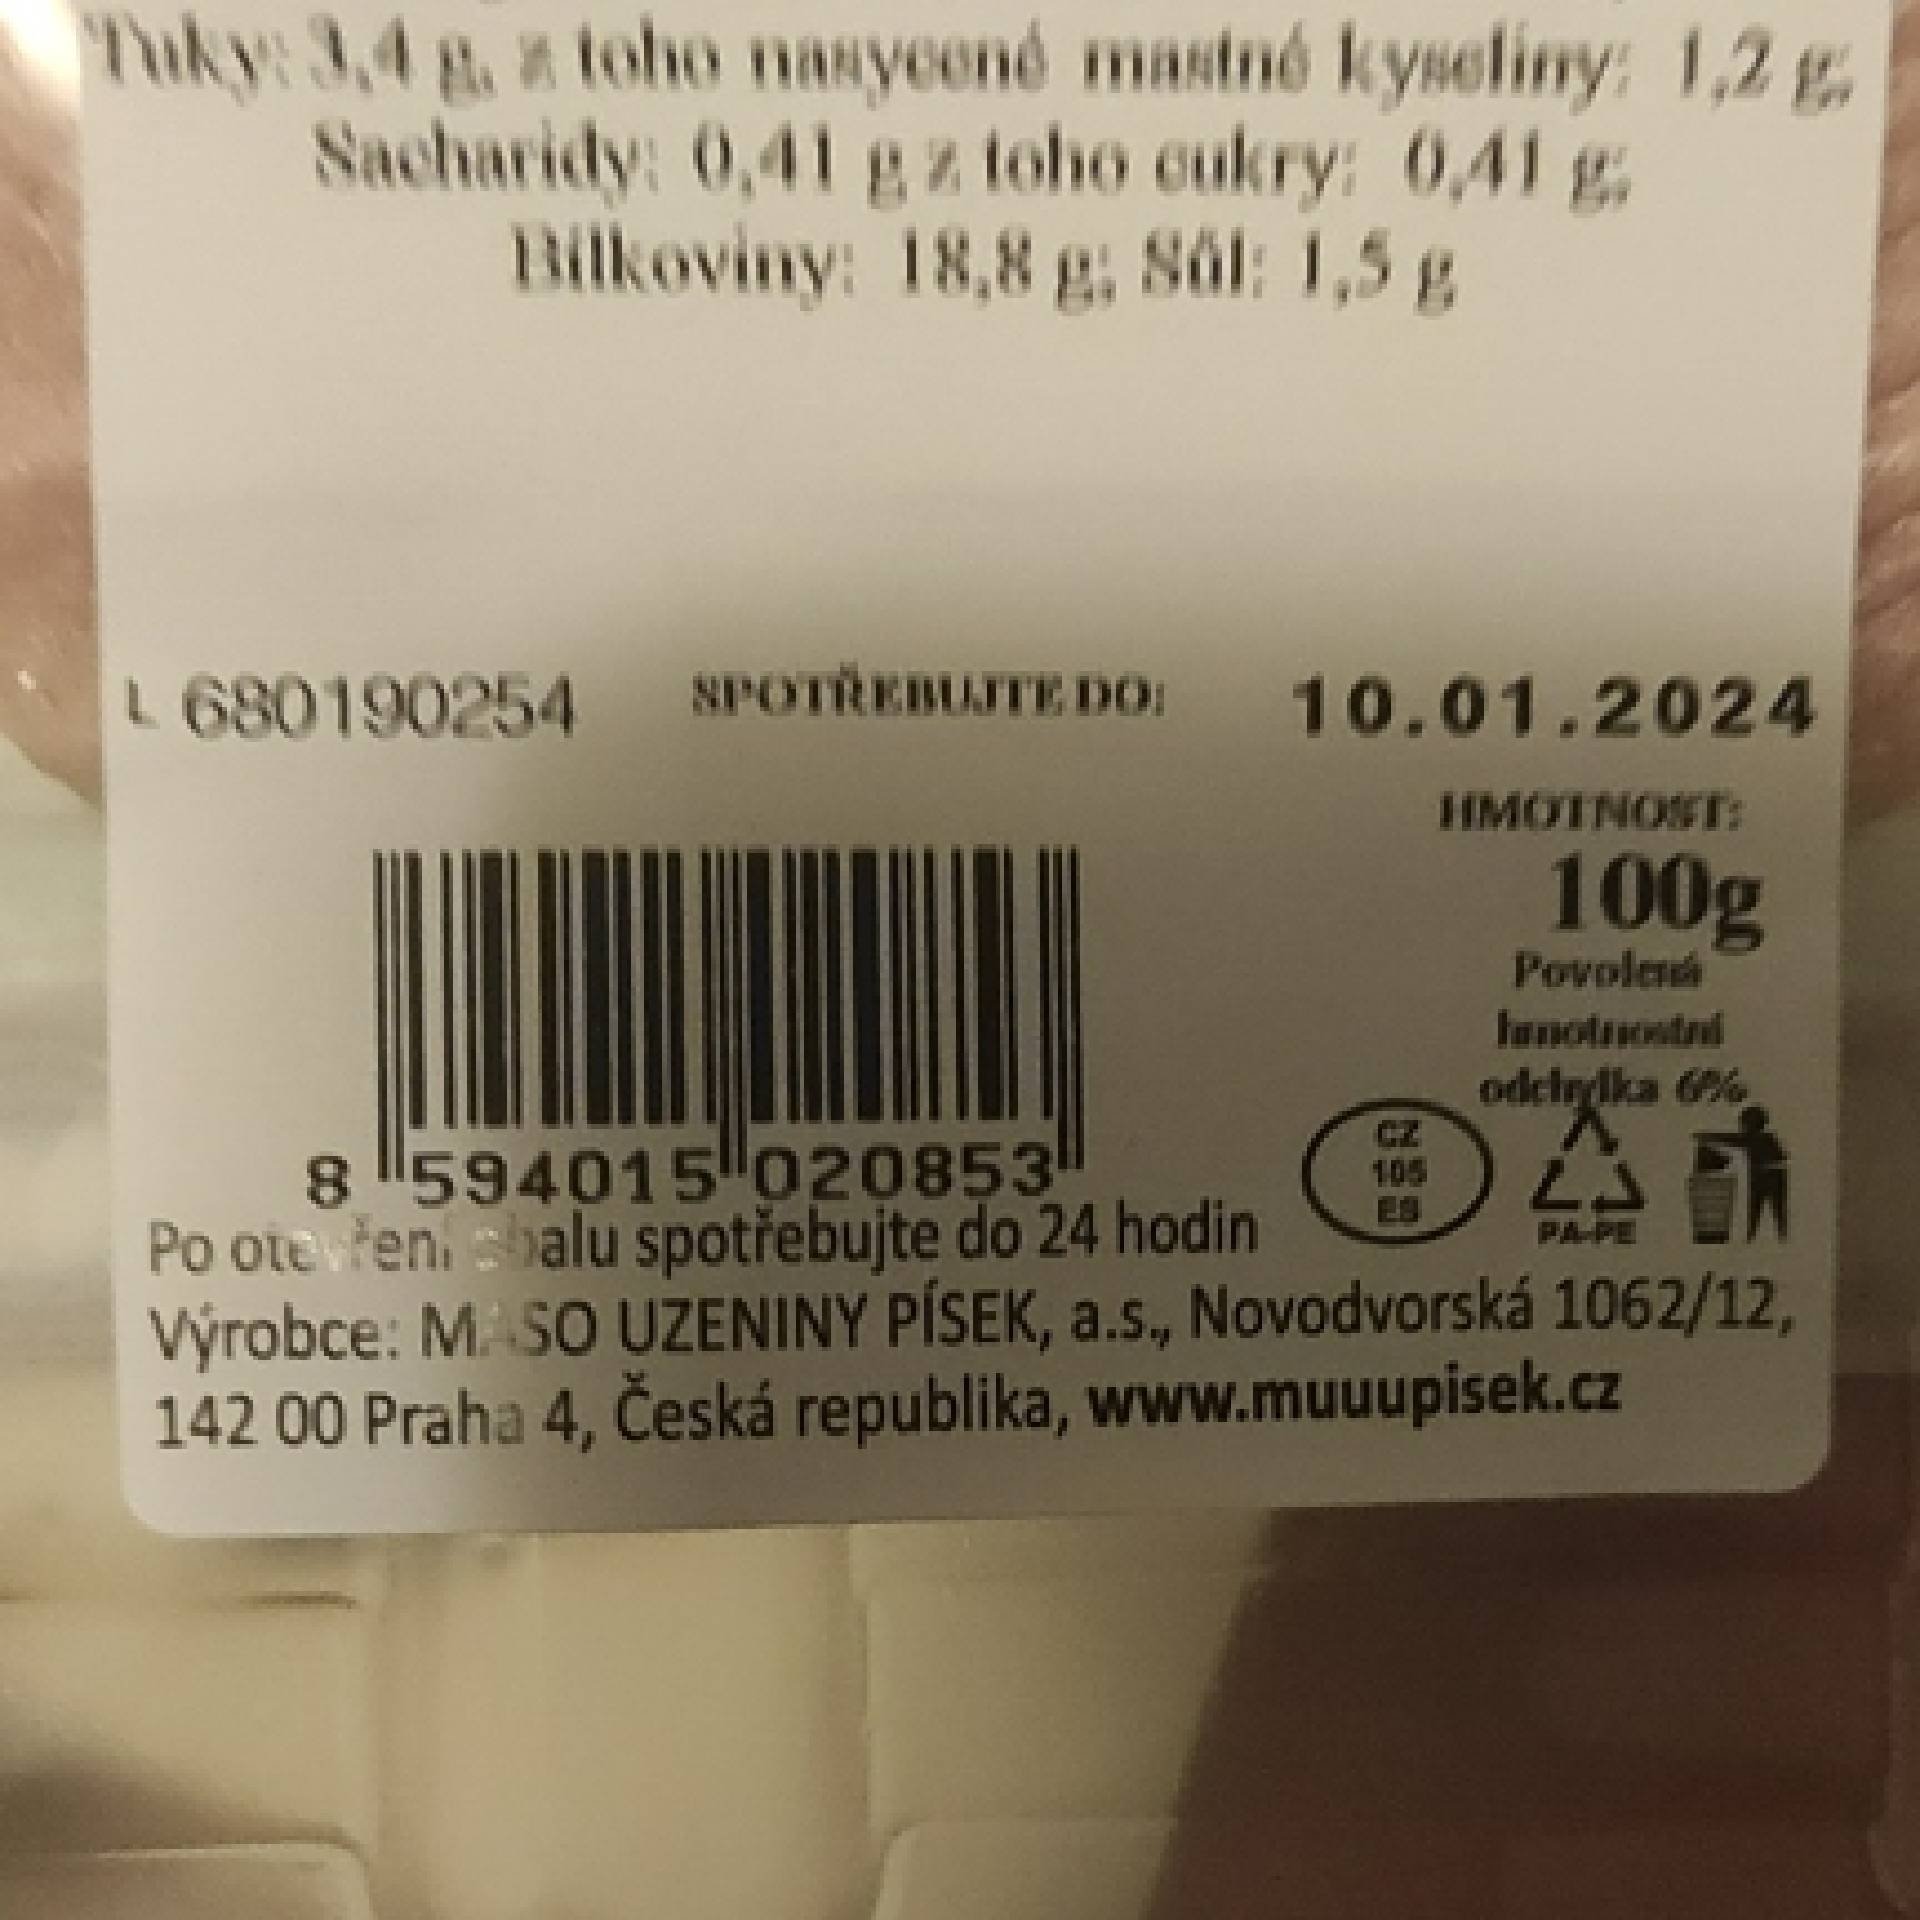 Tuky: 3,4 g, z toho nasycené mastné kyseliny: 1,2 g;
Sacharidy: 0,41 g z toho cukry: 0,41 g;
Bílkoviny: 18,8 g; Sůl: 1,5 g
L 680190254 SPOTŘEBUJTE DO: 10.01.2024
HMOTNOST:
100g
Povolená
hmotnostní
odchylka 6%
8 594015 020853
CZ
105
ES
PA-PE
Po otevření obalu spotřebujte do 24 hodin
Výrobce: MASO UZENINY PÍSEK, a.s., Novodvorská 1062/12,
142 00 Praha 4, Česká republika, www.muuupisek.cz